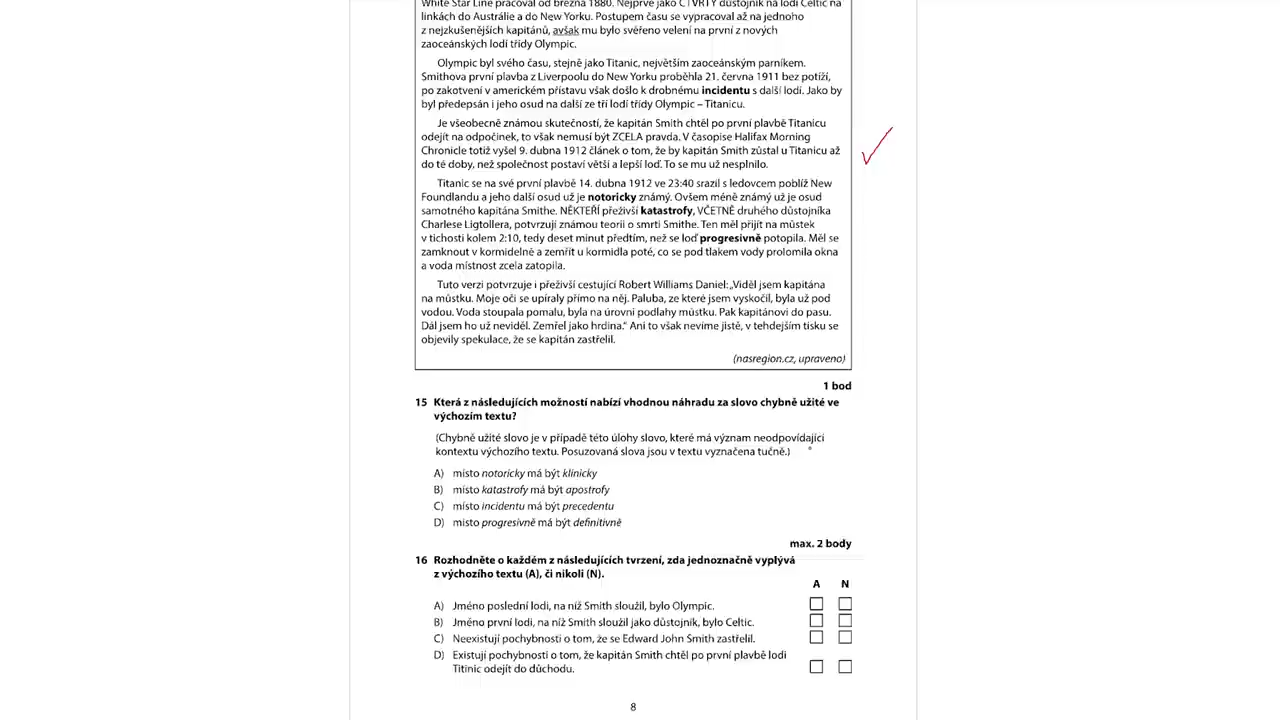 White Star Line pracoval od března 1880. Nejprve jako ČTVRTÝ důstojník na lodi Celtic na
linkách do Austrálie a do New Yorku. Postupem času se vypracoval až na jednoho
z nejzkušenějších kapitánů, avšak mu bylo svěřeno velení na první z nových
zaoceánských lodí třídy Olympic.
Olympic byl svého času, stejně jako Titanic, největším zaoceánským parníkem.
Smithova první plavba z Liverpoolu do New Yorku proběhla 21. června 1911 bez potíží,
po zakotvení v americkém přístavu však došlo k drobnému incidentu s další lodí. Jako by
byl předepsán i jeho osud na další ze tří lodí třídy Olympic – Titanicu.
Je všeobecně známou skutečností, že kapitán Smith chtěl po první plavbě Titanicu
odejít na odpočinek, to však nemusí být ZCELA pravda. V časopise Halifax Morning
Chronicle totiž vyšel 9. dubna 1912 článek o tom, že by kapitán Smith zůstal u Titanicu až
do té doby, než společnost postaví větší a lepší loď. To se mu už nesplnilo.
Titanic se na své první plavbě 14. dubna 1912 ve 23:40 srazil s ledovcem poblíž New
Foundlandu a jeho další osud už je notoricky známý. Ovšem méně známý už je osud
samotného kapitána Smithe. NĚKTEŘÍ přeživší katastrofy, VČETNĚ druhého důstojníka
Charlese Ligtollera, potvrzují známou teorii o smrti Smithe. Ten měl přijít na můstek
v tichosti kolem 2:10, tedy deset minut předtím, než se loď progresivně potopila. Měl se
zamknout v kormidelně a zemřít u kormidla poté, co se pod tlakem vody prolomila okna
a voda místnost zcela zatopila.
Tuto verzi potvrzuje i přeživší cestující Robert Williams Daniel: „Viděl jsem kapitána
na můstku. Moje oči se upíraly přímo na něj. Paluba, ze které jsem vyskočil, byla už pod
vodou. Voda stoupala pomalu, byla na úrovni podlahy můstku. Pak kapitánovi do pasu.
Dál jsem ho už neviděl. Zemřel jako hrdina.“ Ani to však nevíme jistě, v tehdejším tisku se
objevily spekulace, že se kapitán zastřelil.
(nasregion.cz, upraveno)
1 bod
15 Která z následujících možností nabízí vhodnou náhradu za slovo chybně užité ve
výchozím textu?
(Chybně užité slovo je v případě této úlohy slovo, které má význam neodpovídající
kontextu výchozího textu. Posuzovaná slova jsou v textu vyznačena tučně.)
A) místo notoricky má být klinicky
B) místo katastrofy má být apostrofy
C) místo incidentu má být precedentu
D) místo progresivně má být definitivně
max. 2 body
16 Rozhodněte o každém z následujících tvrzení, zda jednoznačně vyplývá
z výchozího textu (A), či nikoli (N).
A N
A) Jméno poslední lodi, na níž Smith sloužil, bylo Olympic.
B) Jméno první lodi, na níž Smith sloužil jako důstojník, bylo Celtic.
C) Neexistují pochybnosti o tom, že se Edward John Smith zastřelil.
D) Existují pochybnosti o tom, že kapitán Smith chtěl po první plavbě lodi
Titinic odejít do důchodu.
8